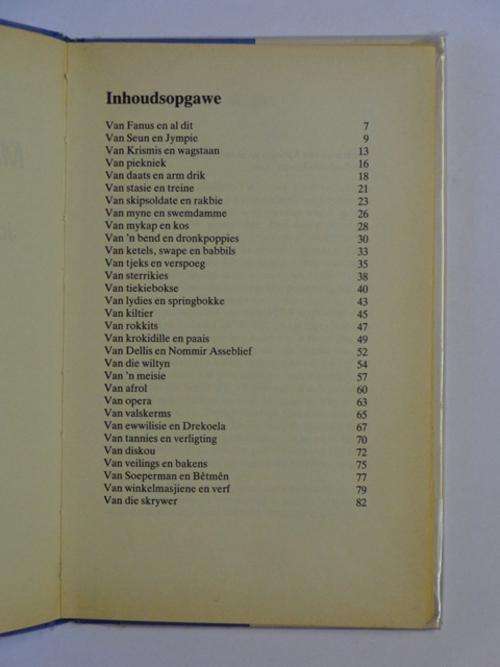 Inhoudsopgawe
Van Fanus en al dit 7
Van Seun en Jympie 9
Van Krismis en wagstaan 13
Van piekniek 16
Van daats en arm drik 18
Van stasie en treine 21
Van skipsoldate en rakbie 23
Van myne en swemdamme 26
Van mykap en kos 28
Van 'n bend en dronkpoppies 30
Van ketels, swape en babbils 33
Van tjeks en verspoeg 35
Van sterrikies 38
Van tiekiebokse 40
Van lydies en springbokke 43
Van kiltier 45
Van rokkits 47
Van krokidille en paais 49
Van Dellis en Nommir Asseblief 52
Van die wiltyn 54
Van 'n meisie 57
Van afrol 60
Van opera 63
Van valskerms 65
Van ewwilisie en Drekoela 67
Van tannies en verligting 70
Van diskou 72
Van veilings en bakens 75
Van Soeperman en Bêtmên 77
Van winkelmasjiene en verf 79
Van die skrywer 82